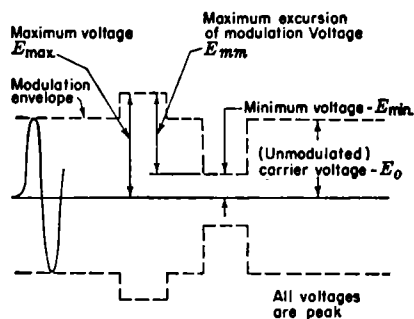 Maximum voltage
Emax.
Maximum excursion
of modulation Voltage
Emm
Modulation
envelope
Minimum voltage - Emin.
(Unmodulated)
carrier voltage - Eo
All voltages
are peak